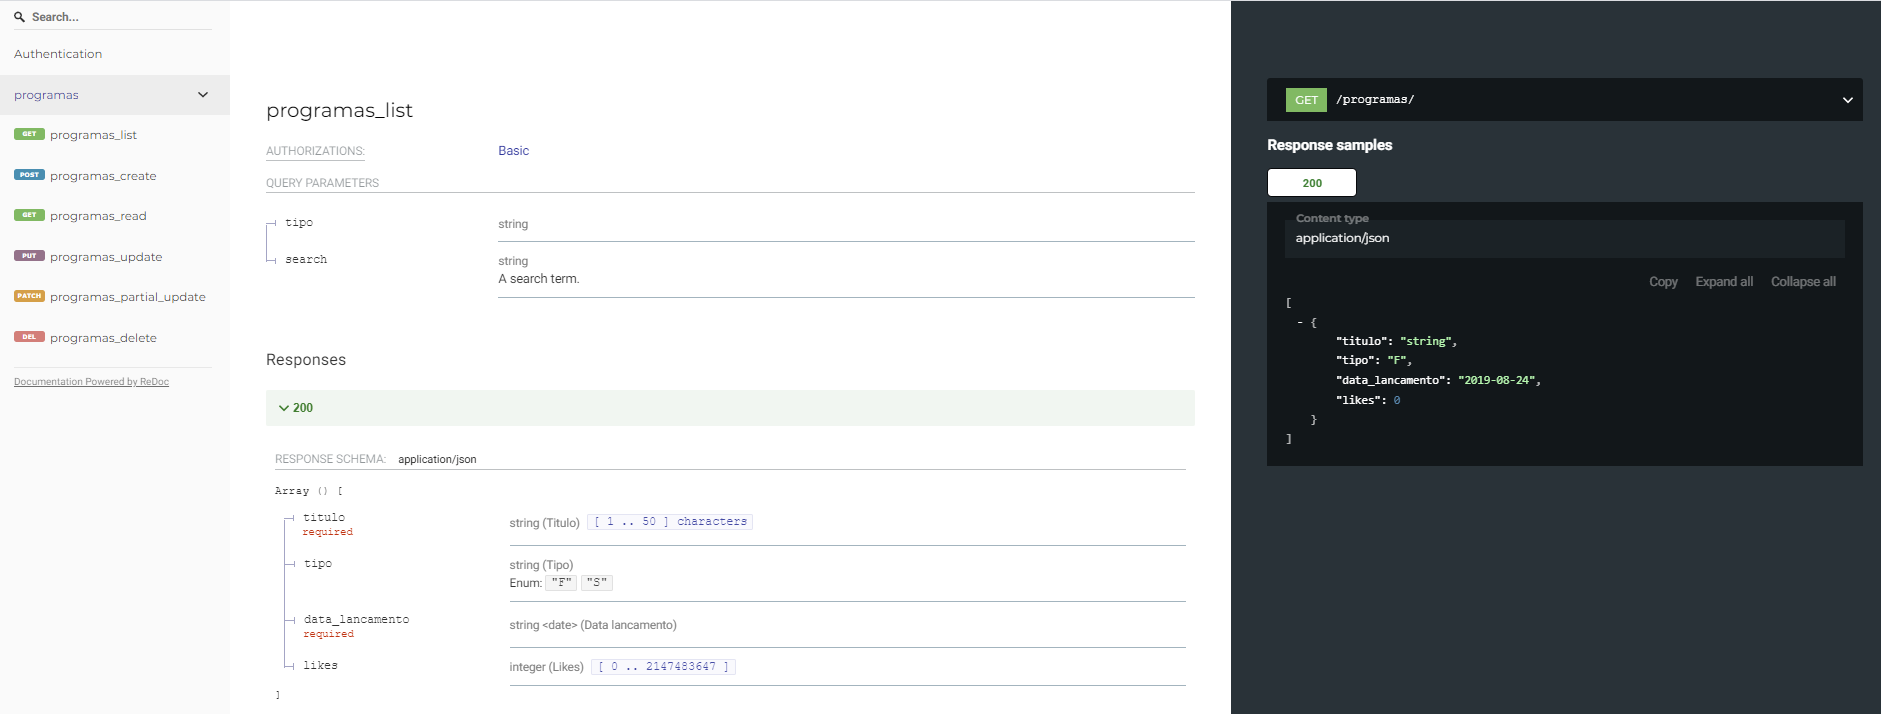 Search...
Authentication
programas
GET programas_list
POST programas_create
GET programas_read
PUT programas_update
PATCH programas_partial_update
DEL programas_delete
Documentation Powered by ReDoc
programas_list
AUTHORIZATIONS: Basic
QUERY PARAMETERS
tipo string
search string
A search term.
Responses
200
RESPONSE SCHEMA: application/json
Array () [
titulo string (Titulo) [ 1 .. 50 ] characters
required
tipo string (Tipo)
Enum: "F" "S"
data_lancamento string <date> (Data lancamento)
required
likes integer (Likes) [ 0 .. 2147483647 ]
]
GET /programas/
Response samples
200
Content type
application/json
Copy Expand all Collapse all
[
- {
"titulo": "string",
"tipo": "F",
"data_lancamento": "2019-08-24",
"likes": 0
}
]